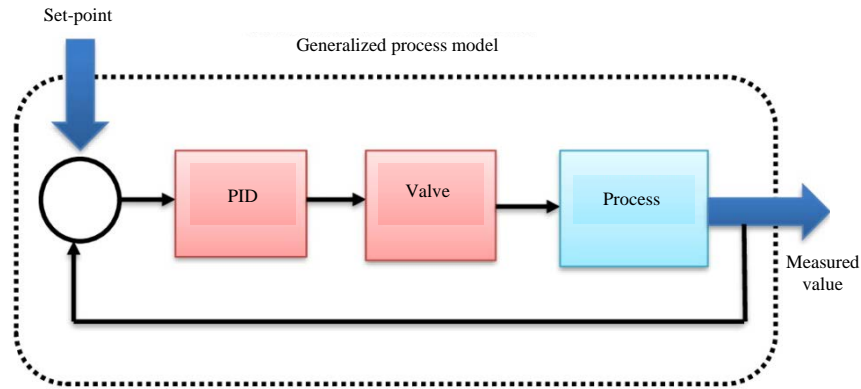 Set-point
Generalized process model
PID
Valve
Process
Measured
value